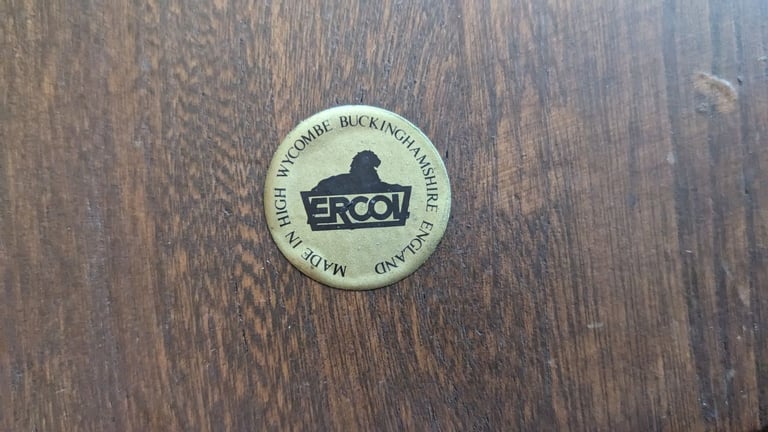 MADE IN HIGH WYCOMBE BUCKINGHAMSHIRE ENGLAND
ERCOL